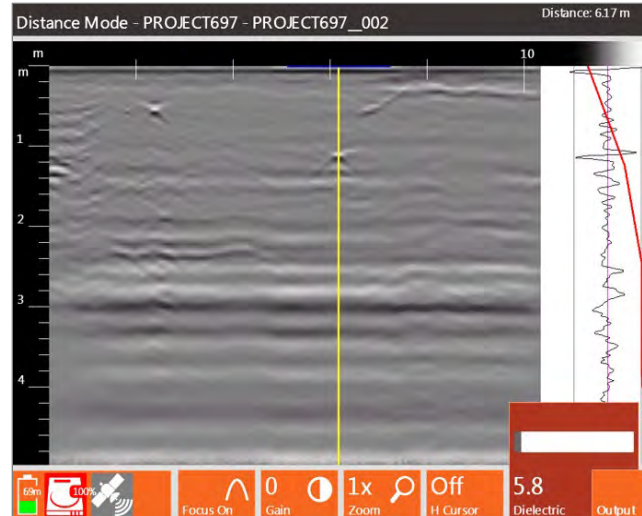 Distance Mode - PROJECT697 - PROJECT697__002
Distance: 6.17 m
m
10
m
1
2
3
4
69m
100%
Focus On
0
Gain
1x
Zoom
Off
H Cursor
5.8
Dielectric
Output